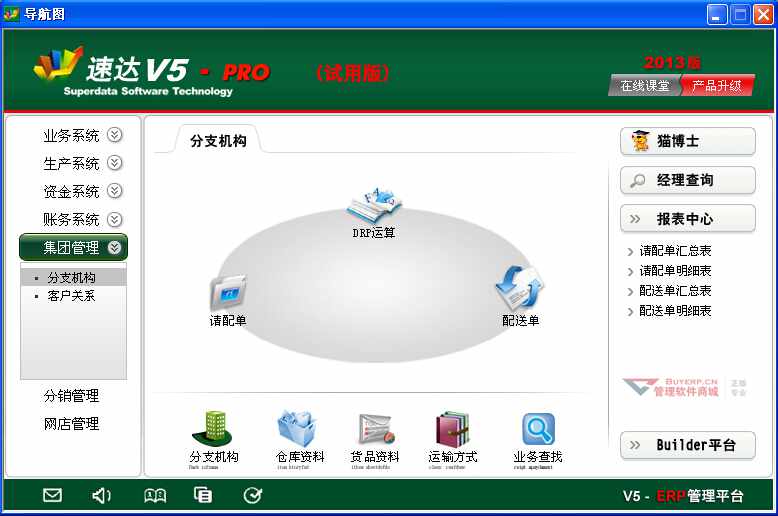 导航图
速达V5 - PRO (试用版)
Superdata Software Technology
2013版
在线课堂 产品升级
业务系统
生产系统
资金系统
账务系统
集团管理
分支机构
客户关系
分销管理
网店管理
分支机构
DRP运算
请配单
配送单
分支机构
仓库资料
货品资料
运输方式
业务查找
猫博士
经理查询
报表中心
请配单汇总表
请配单明细表
配送单汇总表
配送单明细表
BUYERP.CN
管理软件商城
正版
专业
Builder平台
V5 - ERP管理平台